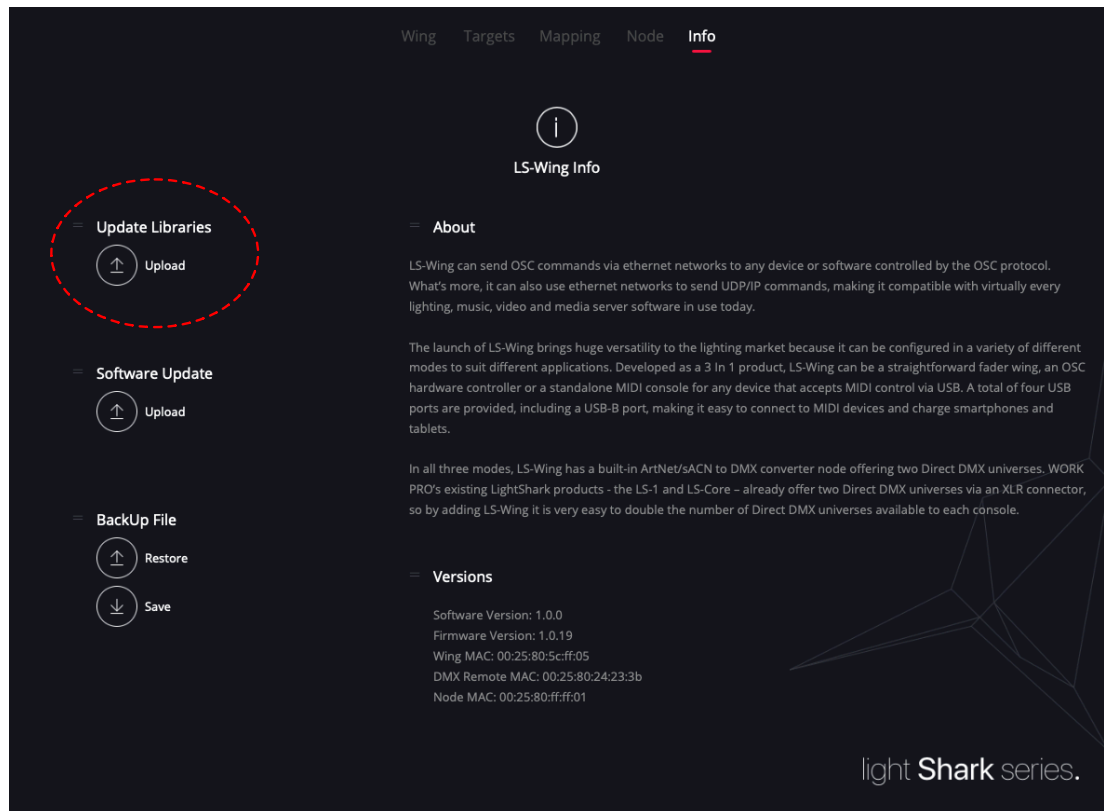 Wing Targets Mapping Node Info
LS-Wing Info
Update Libraries
Upload
Software Update
Upload
BackUp File
Restore
Save
About
LS-Wing can send OSC commands via ethernet networks to any device or software controlled by the OSC protocol.
What's more, it can also use ethernet networks to send UDP/IP commands, making it compatible with virtually every
lighting, music, video and media server software in use today.
The launch of LS-Wing brings huge versatility to the lighting market because it can be configured in a variety of different
modes to suit different applications. Developed as a 3 In 1 product, LS-Wing can be a straightforward fader wing, an OSC
hardware controller or a standalone MIDI console for any device that accepts MIDI control via USB. A total of four USB
ports are provided, including a USB-B port, making it easy to connect to MIDI devices and charge smartphones and
tablets.
In all three modes, LS-Wing has a built-in ArtNet/sACN to DMX converter node offering two Direct DMX universes. WORK
PRO's existing LightShark products - the LS-1 and LS-Core – already offer two Direct DMX universes via an XLR connector,
so by adding LS-Wing it is very easy to double the number of Direct DMX universes available to each console.
Versions
Software Version: 1.0.0
Firmware Version: 1.0.19
Wing MAC: 00:25:80:5c:ff:05
DMX Remote MAC: 00:25:80:24:23:3b
Node MAC: 00:25:80:ff:ff:01
light Shark series.